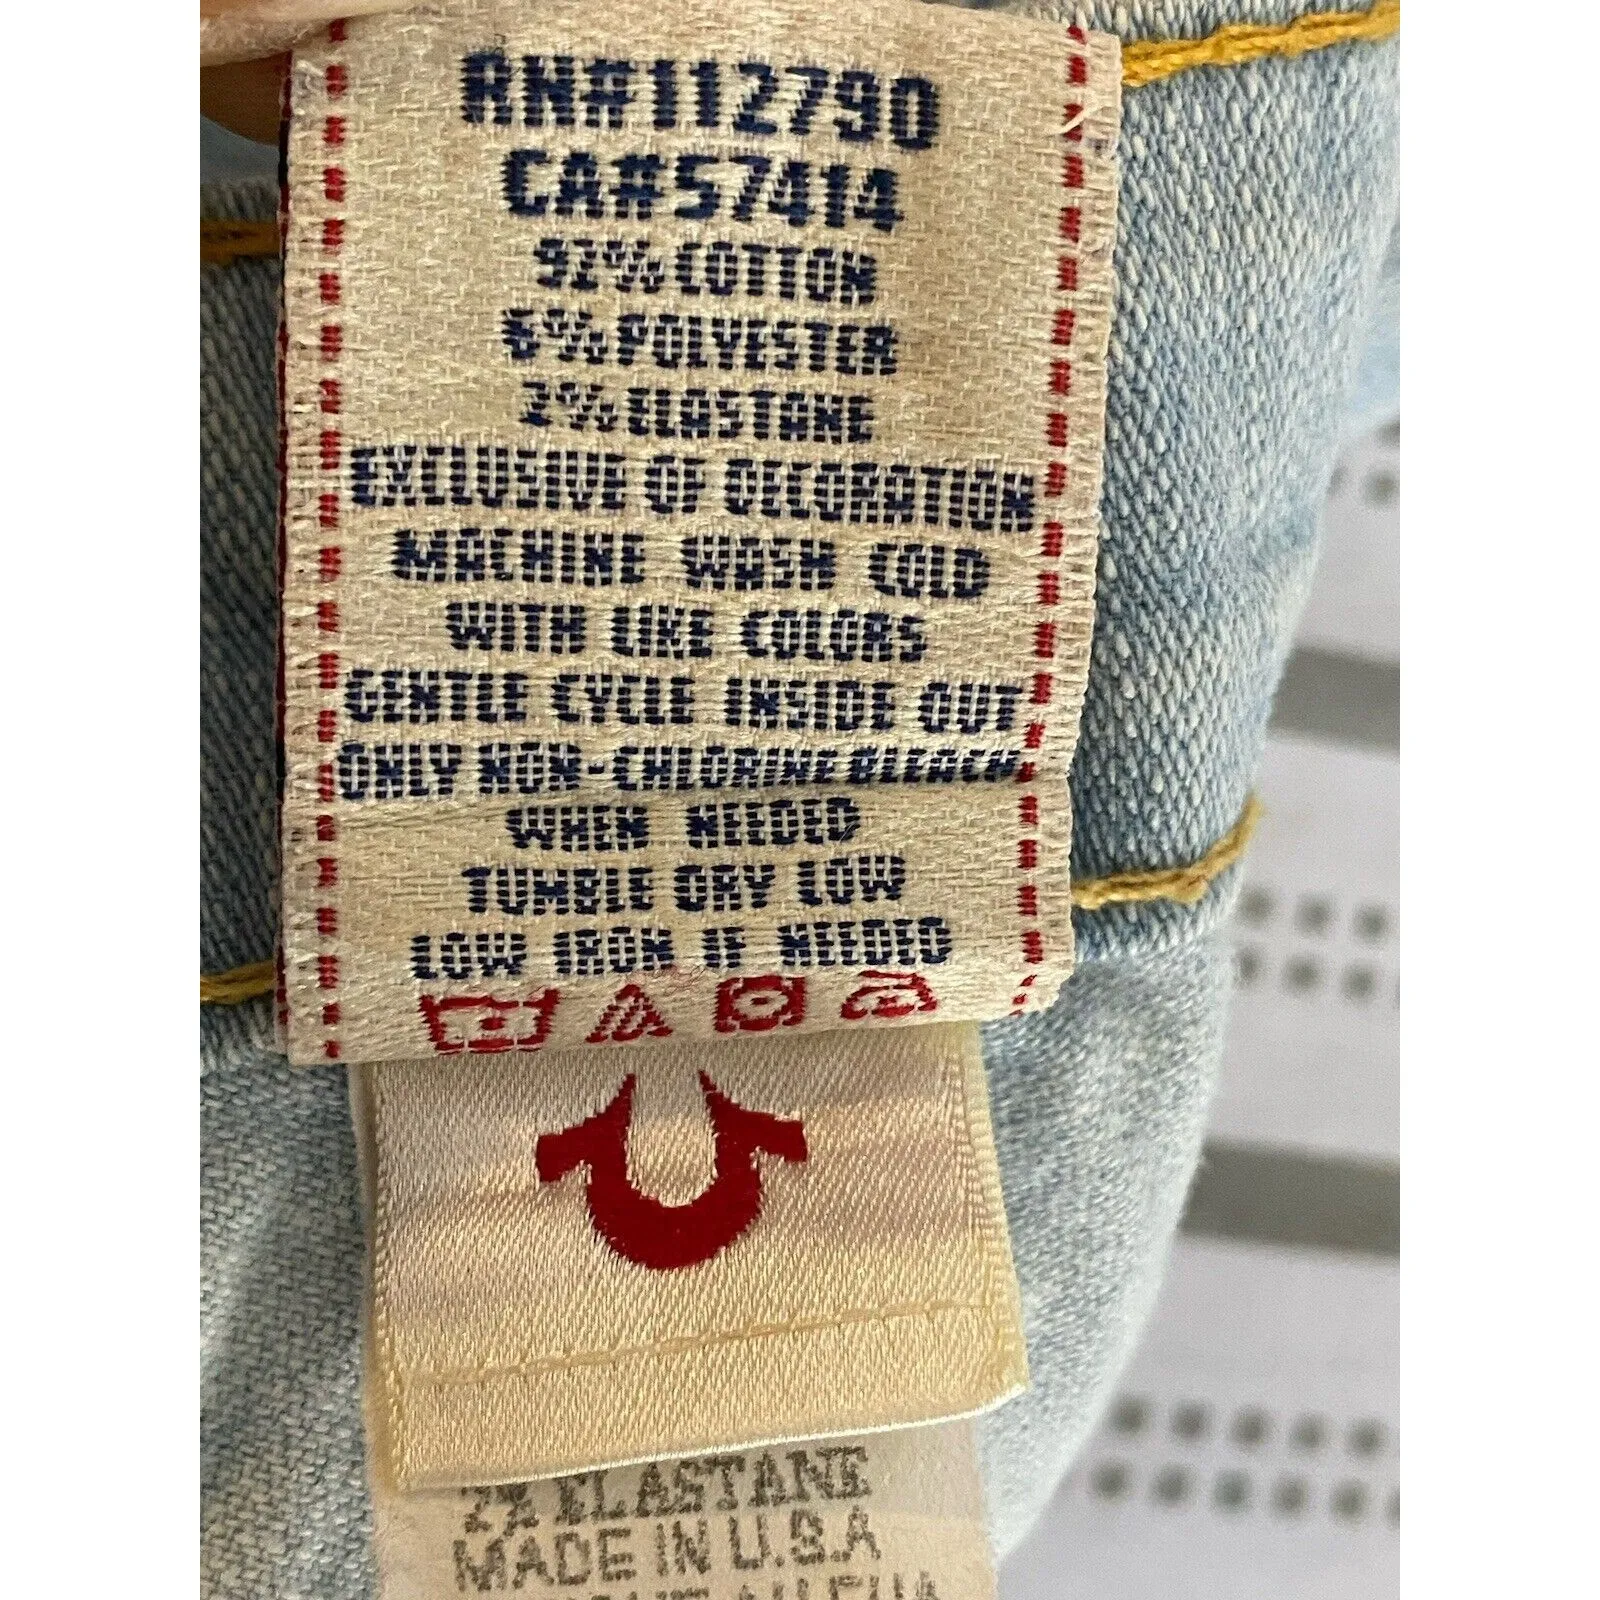 RN#112790
CA#57414
92% COTTON
6% POLYESTER
2% ELASTANE
EXCLUSIVE OF DECORATION
MACHINE WASH COLD
WITH LIKE COLORS
GENTLE CYCLE INSIDE OUT
ONLY NON-CHLORINE BLEACH
WHEN NEEDED
TUMBLE DRY LOW
LOW IRON IF NEEDED
2% ELASTANE
MADE IN U.S.A